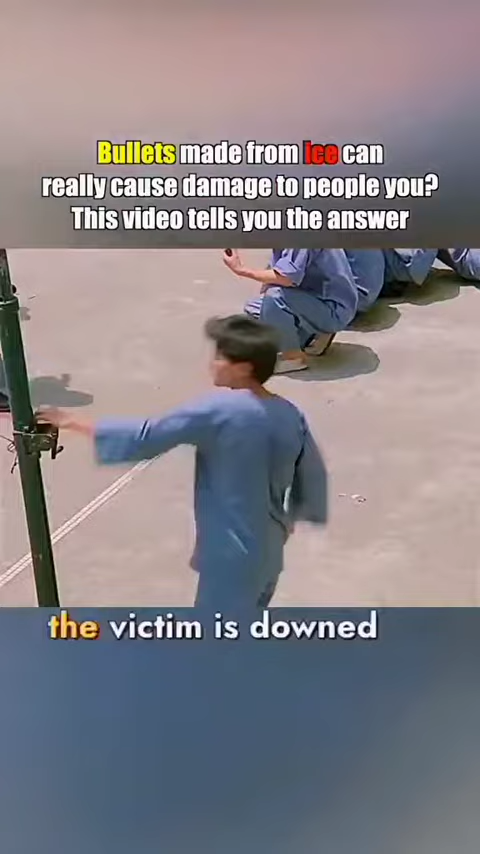 Bullets made from ice can
really cause damage to people you?
This video tells you the answer
the victim is downed